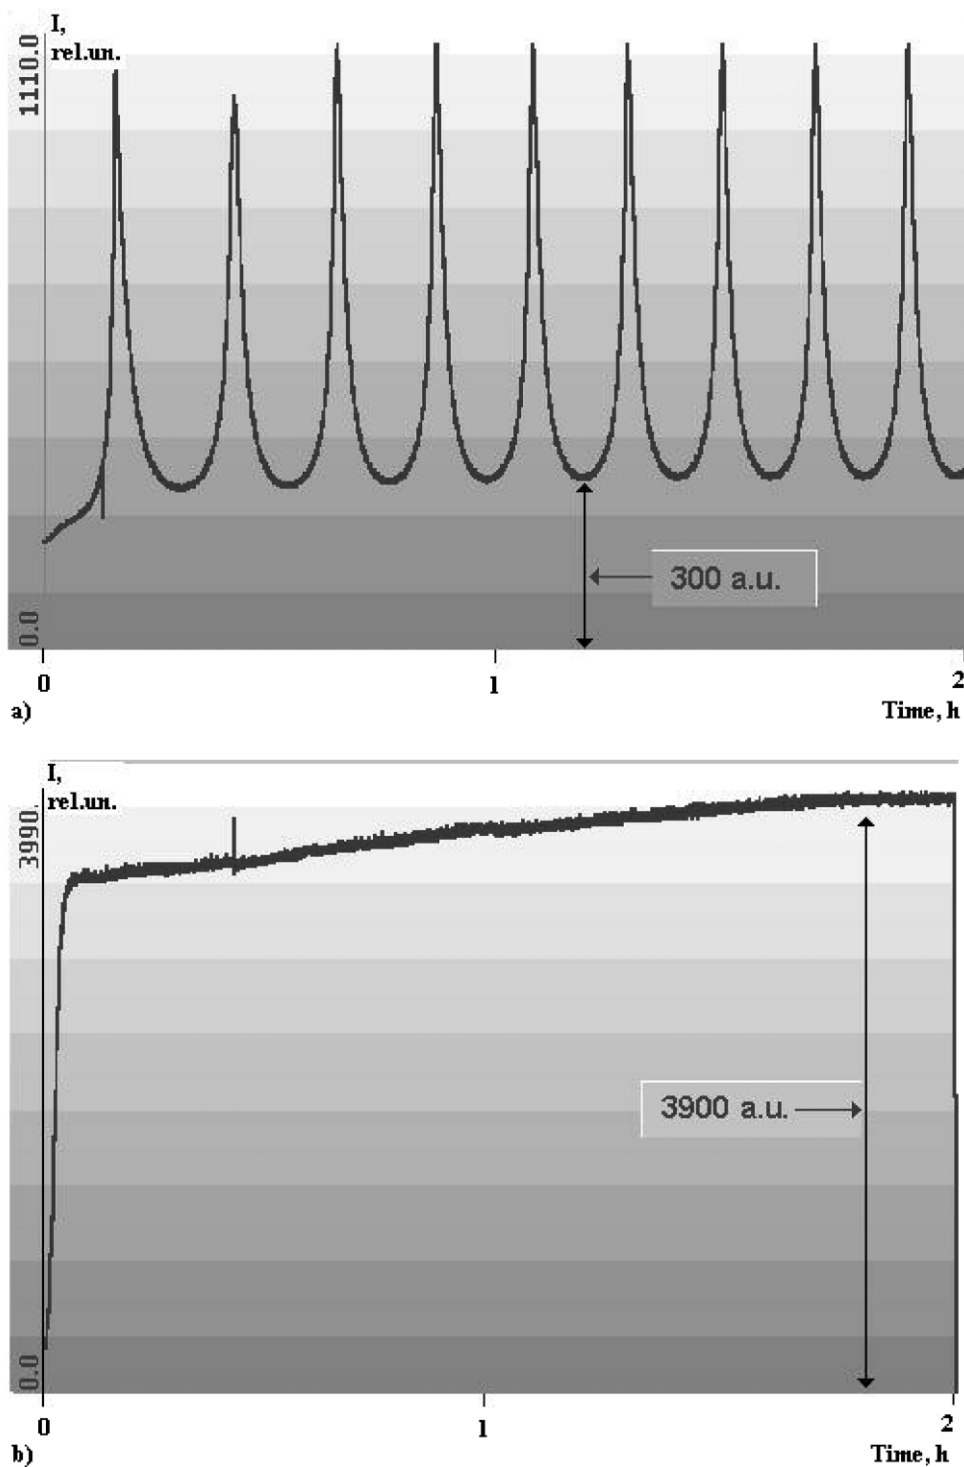 I,
rel.un.
1110.0
300 a.u.
0.0
0
1
2
a)
Time, h
I,
rel.un.
3990.
3900 a.u.
0.0
0
1
2
b)
Time, h